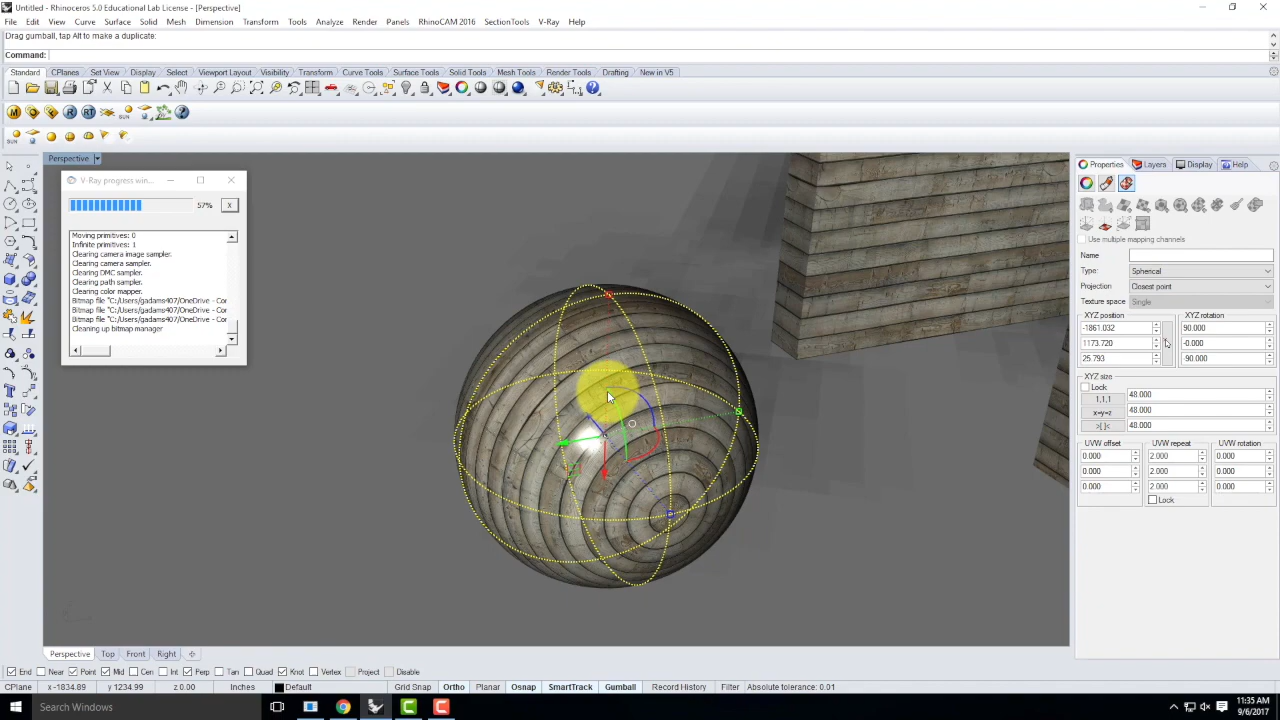 Untitled - Rhinoceros 5.0 Educational Lab License - [Perspective]
File Edit View Curve Surface Solid Mesh Dimension Transform Tools Analyze Render Panels RhinoCAM 2016 SectionTools V-Ray Help
Drag gumball, tap Alt to make a duplicate:
Command:
Standard CPlanes Set View Display Select Viewport Layout Visibility Transform Curve Tools Surface Tools Solid Tools Mesh Tools Render Tools Drafting New in V5
M R RT SUN
SUN
Perspective
V-Ray progress win...
57% X
Moving primitives: 0
Infinite primitives: 1
Clearing camera image sampler.
Clearing camera sampler.
Clearing DMC sampler.
Clearing path sampler.
Clearing color mapper.
Bitmap file "C:/Users/gadams407/OneDrive - Cor
Bitmap file "C:/Users/gadams407/OneDrive - Cor
Bitmap file "C:/Users/gadams407/OneDrive - Cor
Cleaning up bitmap manager
Properties Layers Display Help
Use multiple mapping channels
Name
Type: Spherical
Projection Closest point
Texture space Single
XYZ position XYZ rotation
-1861.032 90.000
1173.720 -0.000
25.793 -90.000
XYZ size
Lock 48.000
1,1,1
x=y=z 48.000
>[ ]< 48.000
UVW offset UVW repeat UVW rotation
0.000 2.000 0.000
0.000 2.000 0.000
0.000 2.000 0.000
Lock
Perspective Top Front Right
End Near Point Mid Cen Int Perp Tan Quad Knot Vertex Project Disable
CPlane x -1834.89 y 1234.99 z 0.00 Inches Default Grid Snap Ortho Planar Osnap SmartTrack Gumball Record History Filter Absolute tolerance: 0.01
Search Windows
11:35 AM
9/6/2017